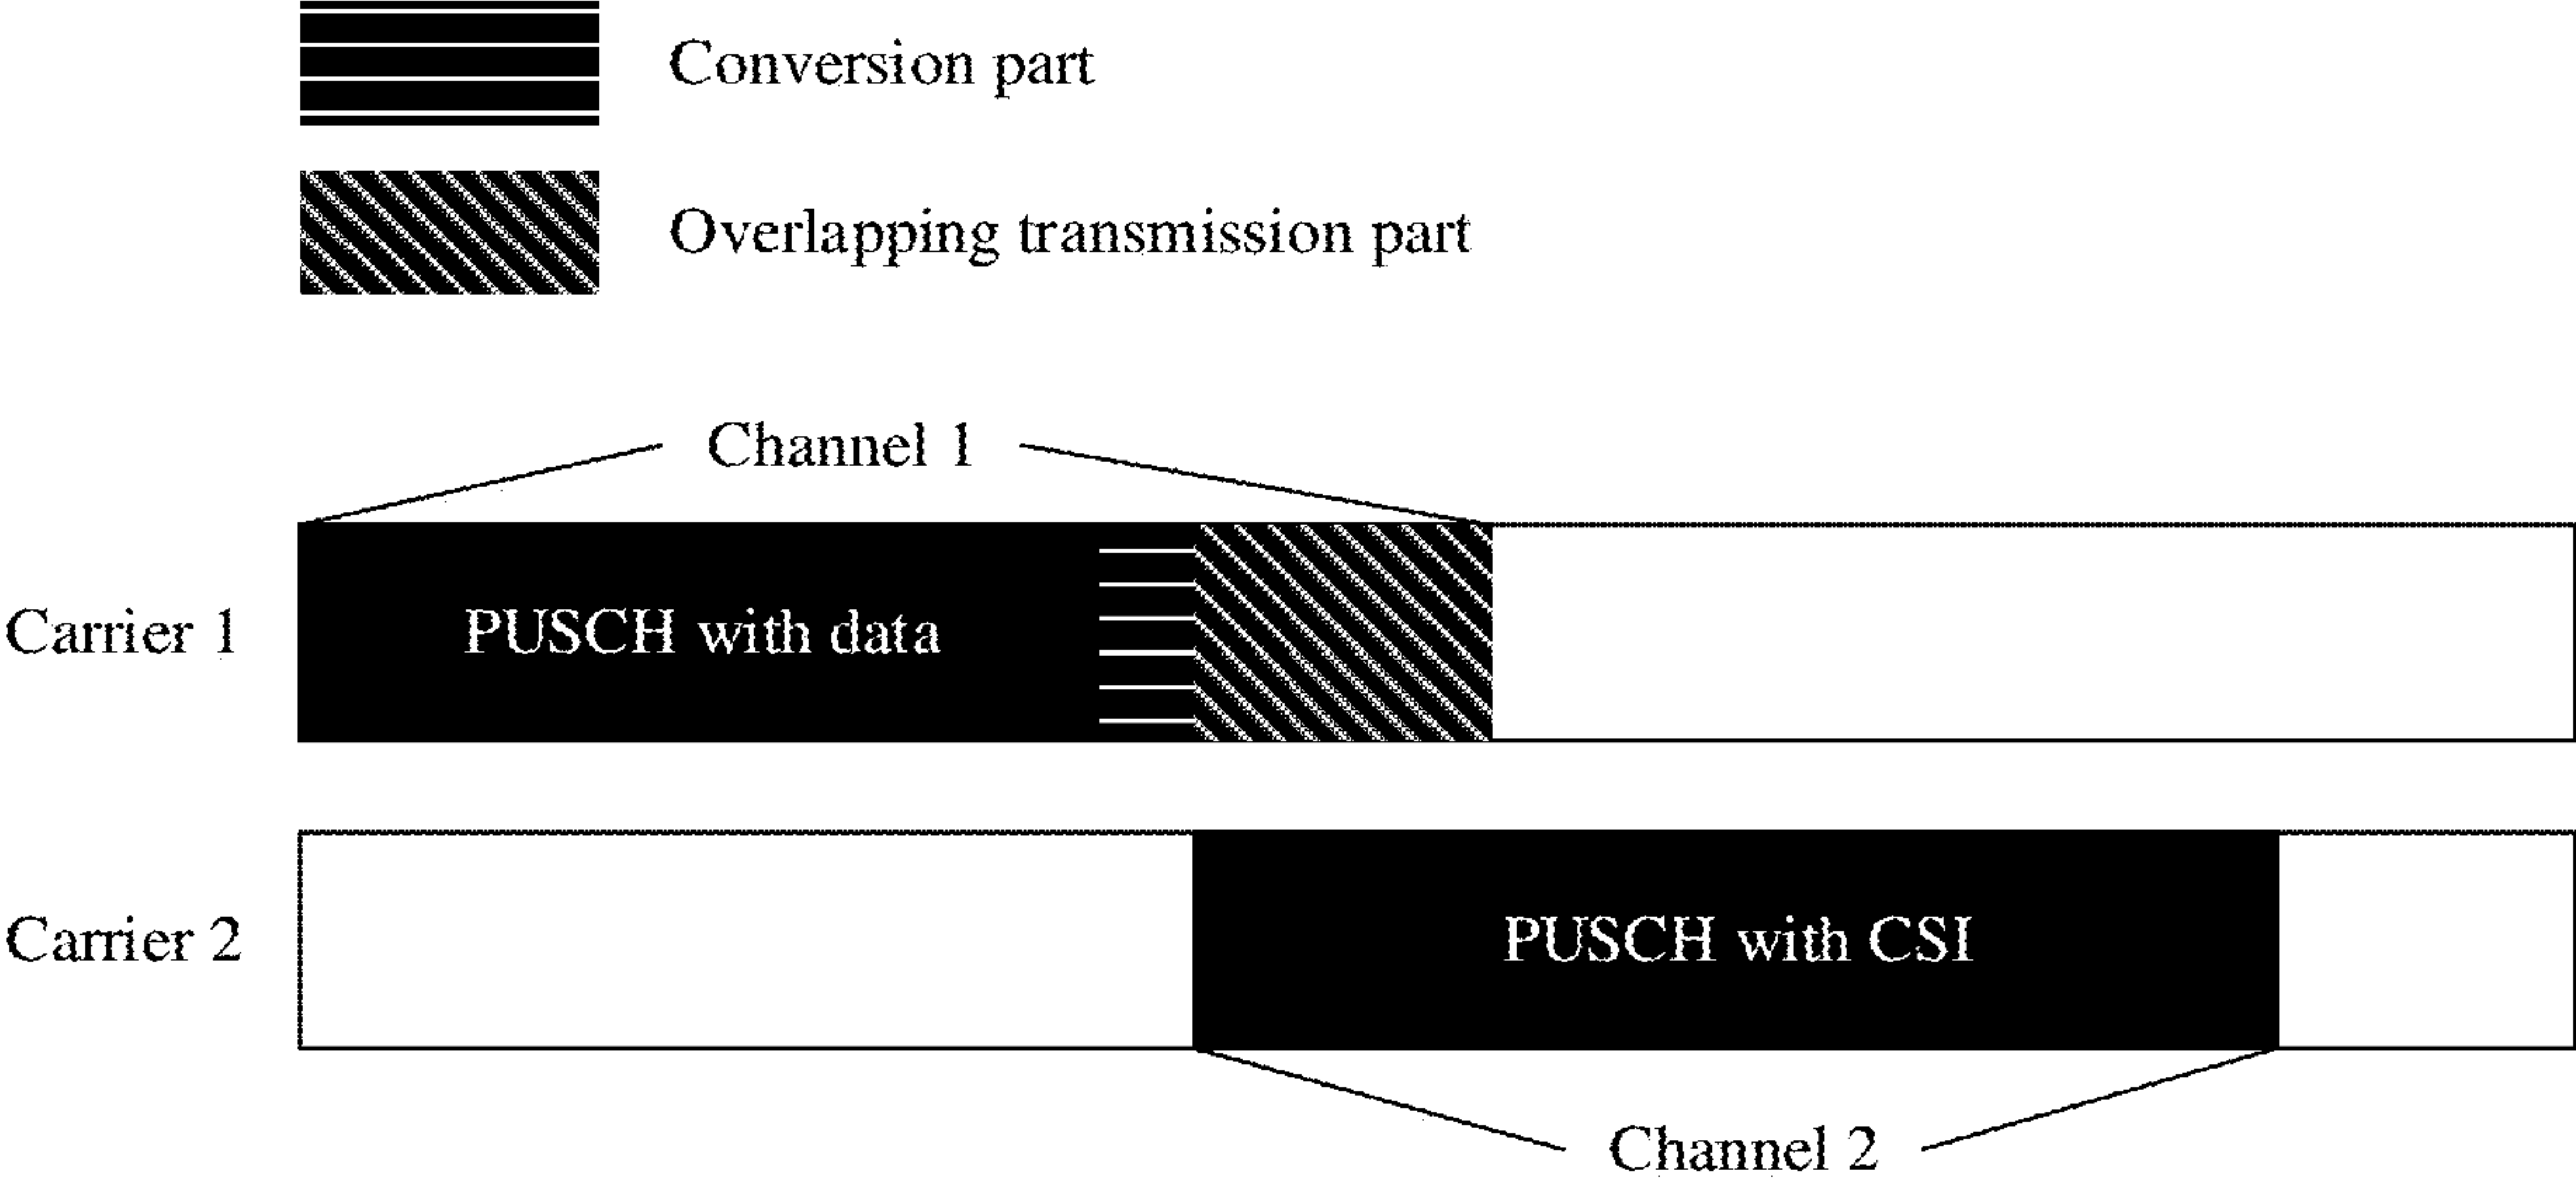 Conversion part
Overlapping transmission part
Channel 1
Carrier 1
PUSCH with data
Carrier 2
PUSCH with CSI
Channel 2